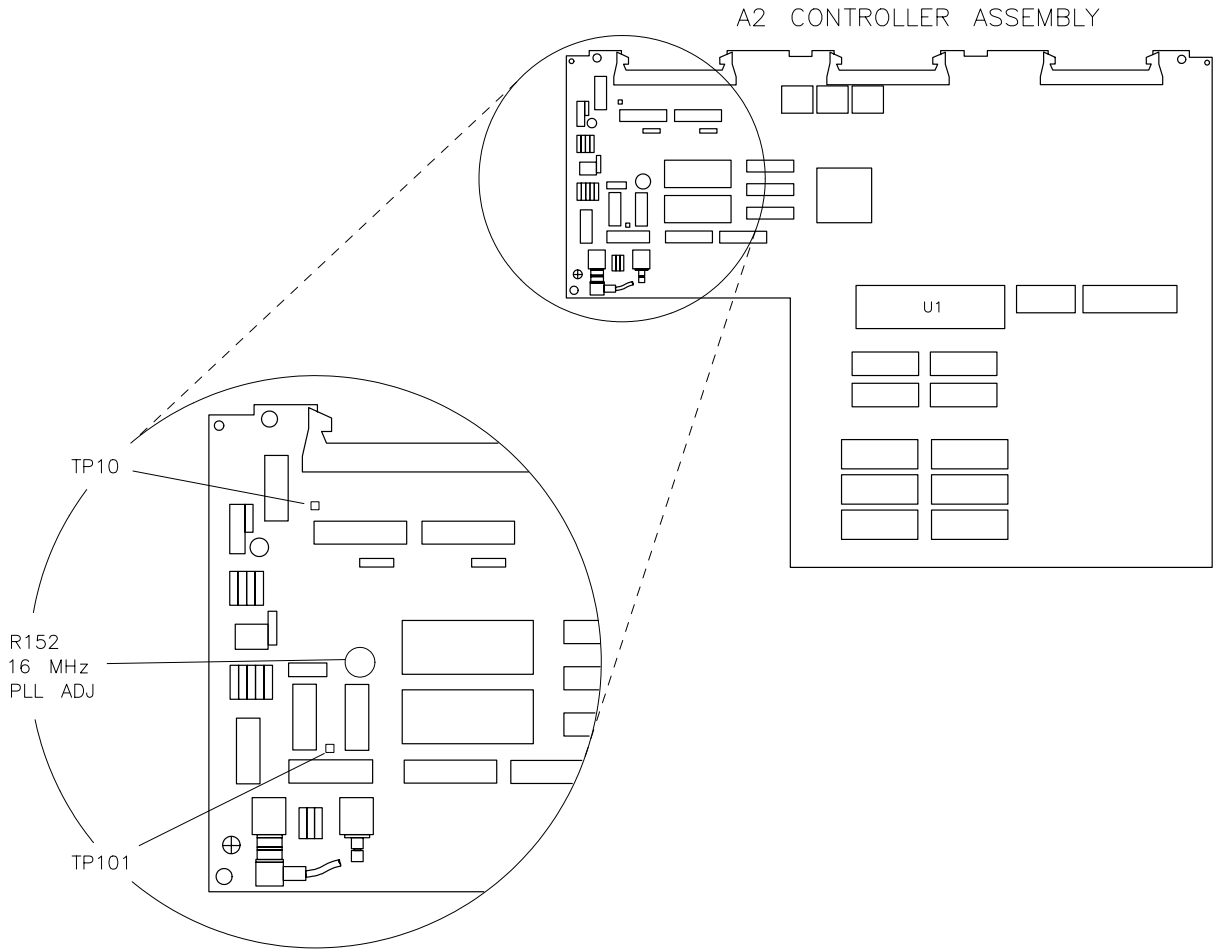 A2 CONTROLLER ASSEMBLY
U1
TP10
R152
16 MHz
PLL ADJ
TP101